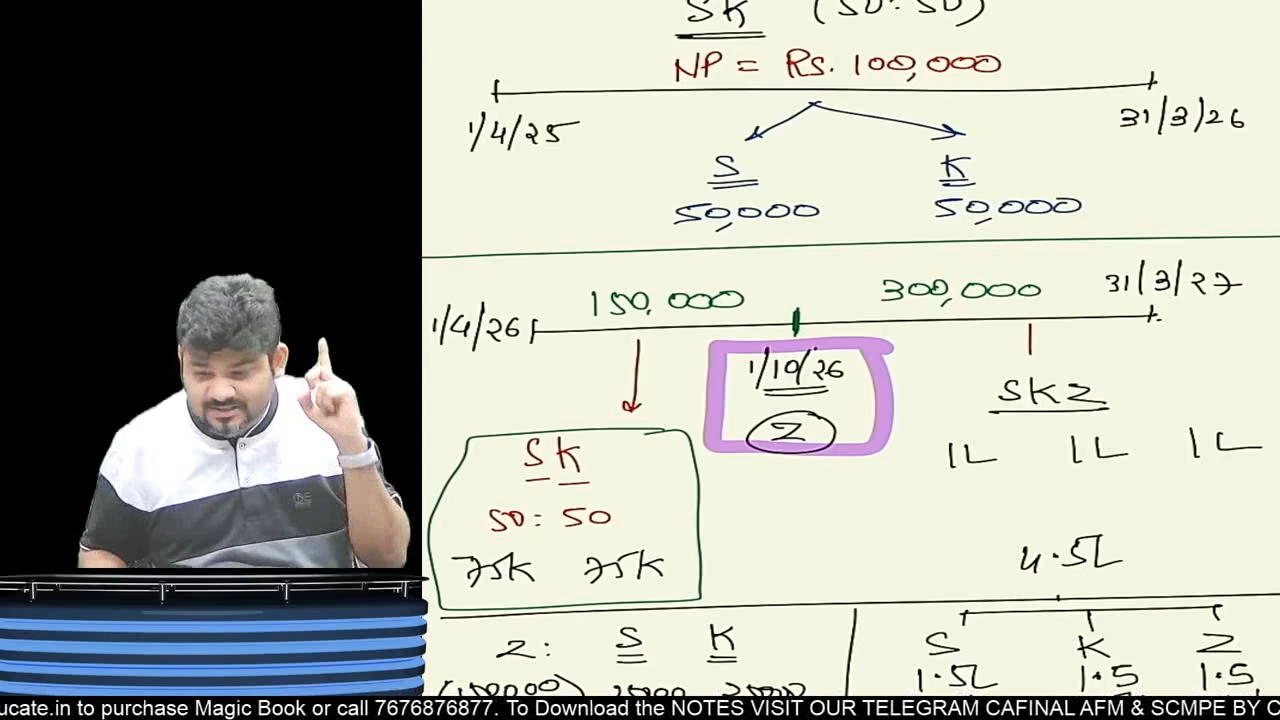 SK (50:50)
NP = Rs. 100,000
1/4/25 31/3/26
S K
50,000 50,000
150,000 300,000 31/3/27
1/4/26
1/10/26
Z
SKZ
1L 1L 1L
SK
50:50
75K 75K
4.5L
Z: S K
S K Z
1.5L 1.5 1.5
ucate.in to purchase Magic Book or call 7676876877. To Download the NOTES VISIT OUR TELEGRAM CAFINAL AFM & SCMPE BY C